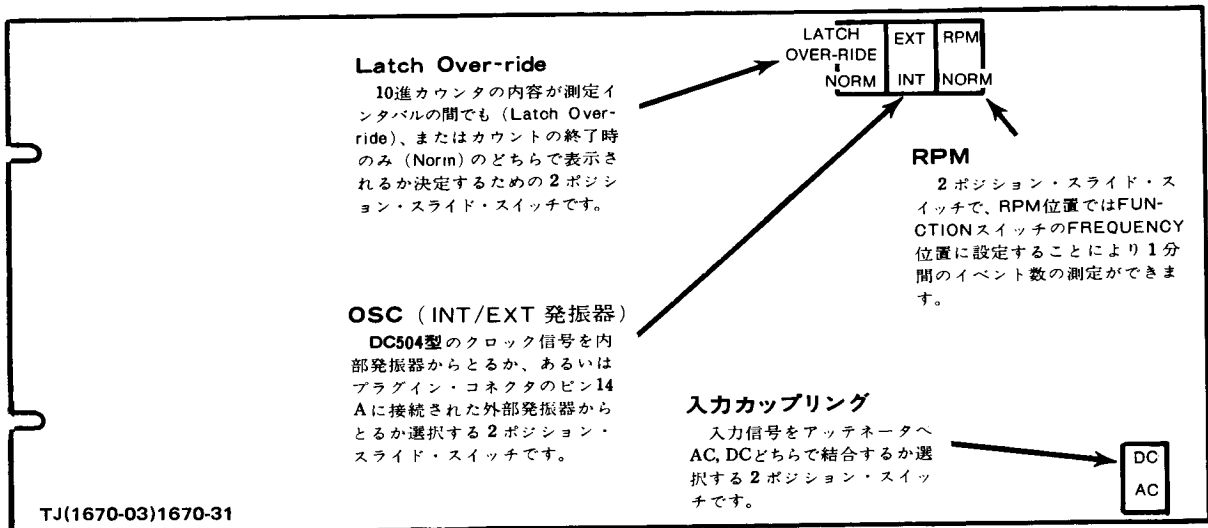 LATCH
OVER-RIDE
NORM
EXT
INT
RPM
NORM
Latch Over-ride
10進カウンタの内容が測定イ
ンタバルの間でも (Latch Over-
ride)、またはカウントの終了時
のみ (Norm) のどちらで表示さ
れるか決定するための2ポジシ
ョン・スライド・スイッチです。
RPM
2ポジション・スライド・ス
イッチで、RPM位置ではFUN-
CTIONスイッチのFREQUENCY
位置に設定することにより1分
間のイベント数の測定ができま
す。
OSC (INT/EXT 発振器)
DC504型のクロック信号を内
部発振器からとるか、あるいは
プラグイン・コネクタのピン14
Aに接続された外部発振器から
とるか選択する2ポジション・
スライド・スイッチです。
入力カップリング
入力信号をアッテネータへ
AC, DCどちらで結合するか選
択する2ポジション・スイッ
チです。
DC
AC
TJ(1670-03)1670-31